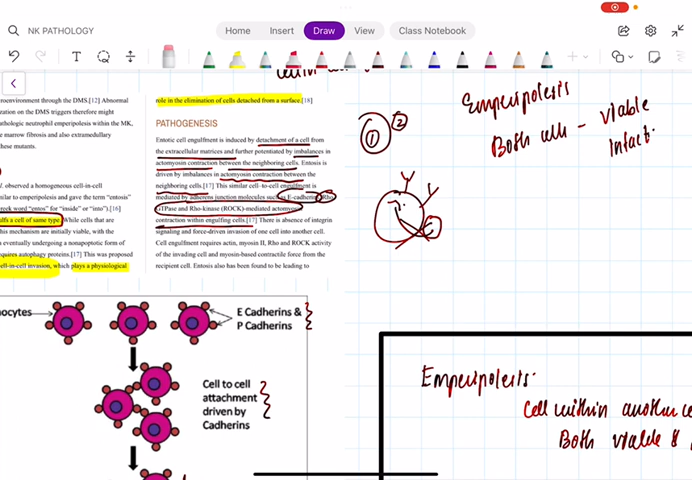 NK PATHOLOGY
Home
Insert
Draw
View
Class Notebook
roenvironment through the DMS.[12] Abnormal
zation on the DMS triggers therefore might
athologic neutrophil emperipolesis within the MK,
e marrow fibrosis and also extramedullary
hese mutants.
l. observed a homogeneous cell-in-cell
ilar to emperipolesis and gave the term "entosis"
reek word "entos" for "inside" or "into").[16]
ulfs a cell of same type. While cells that are
this mechanism are initially viable, with the
n eventually undergoing a nonapoptotic form of
equires apoptotic proteins.[17] This was proposed
cell-in-cell invasion, which plays a physiological
role in the elimination of cells detached from a surface.[18]
PATHOGENESIS
Entotic cell engulfment is induced by detachment of a cell from
the extracellular matrices and further potentiated by imbalances in
actomyosin contraction between the neighboring cells. Entosis is
driven by imbalances in actomyosin contraction between the
neighboring cells.[17] This similar cell-to-cell engulfment is
mediated by adherens junction molecules such as E-cadherin, Rho
GTPase and Rho-kinase (ROCK)-mediated actomyosin
contraction within engulfing cells.[17] There is absence of integrin
signaling and force-driven invasion of one cell into another cell.
Cell engulfment requires actin, myosin II, Rho and ROCK activity
of the invading cell and myosin-based contractile force from the
recipient cell. Entosis also has been found to be leading to
1
2
Emperipolesis
Both cells - viable
intact.
ocytes
E Cadherins &
P Cadherins
Cell to cell
attachment
driven by
Cadherins
Emperipolesis.
Cell within another ce
Both viable &